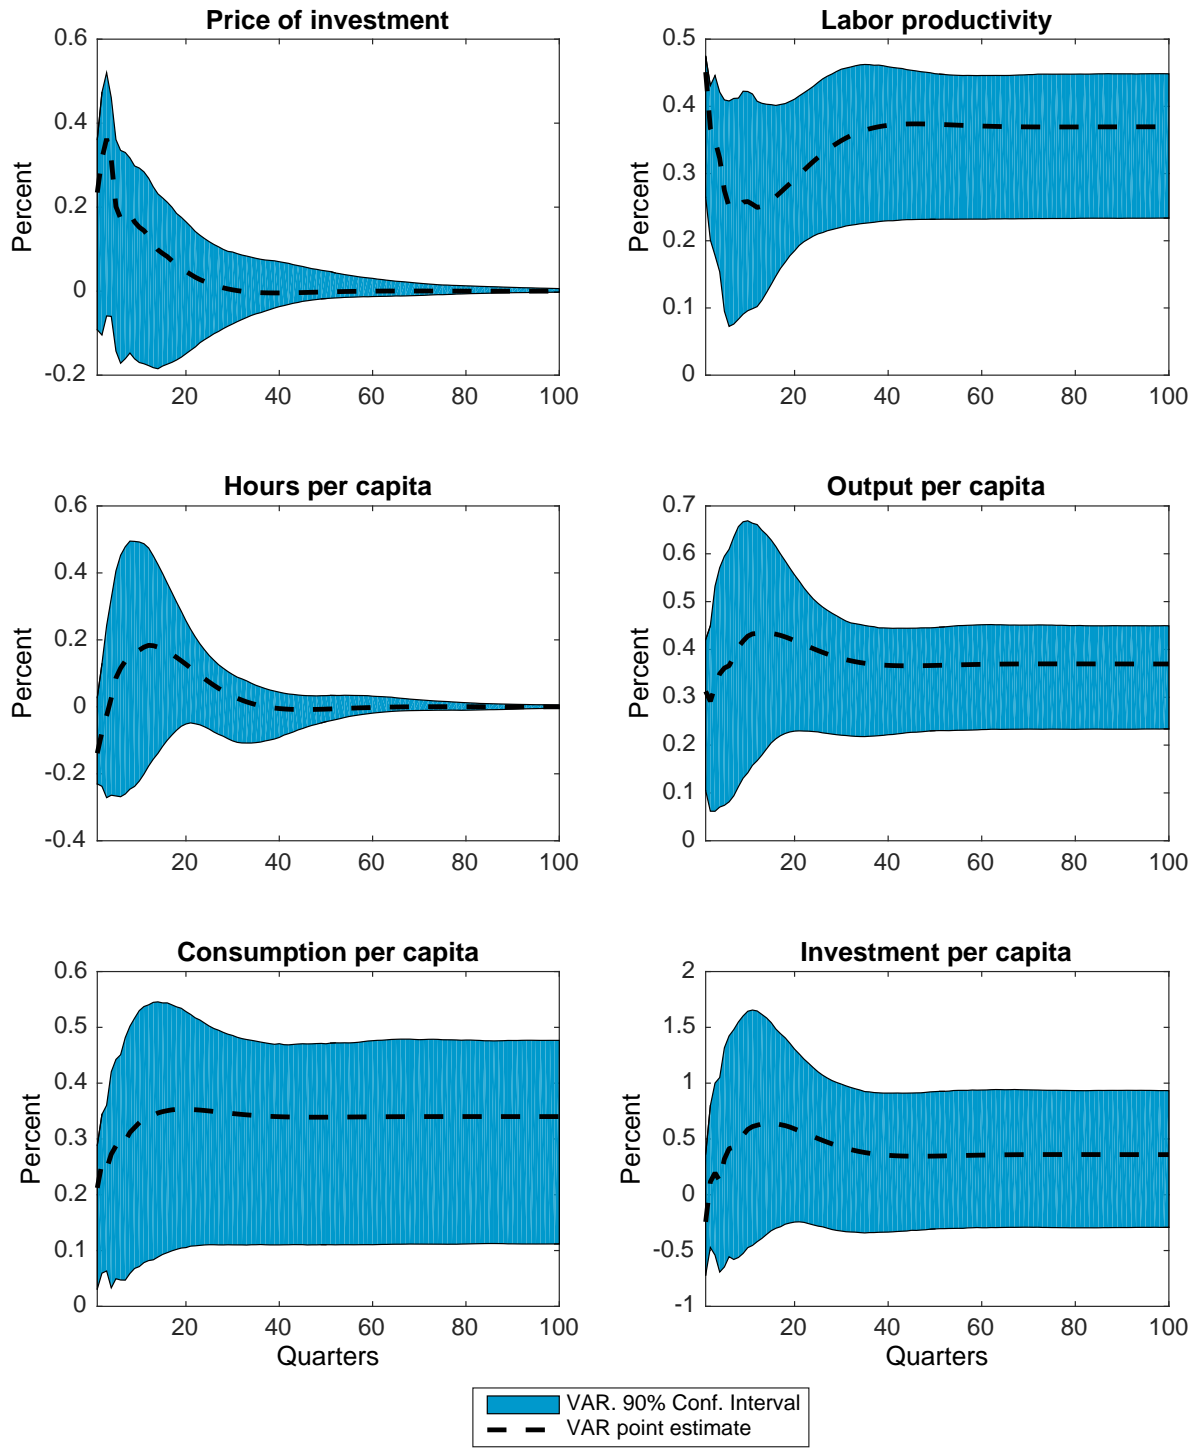 Price of investment
Percent
0.6
0.4
0.2
0
-0.2
20 40 60 80 100
Labor productivity
Percent
0.5
0.4
0.3
0.2
0.1
0
20 40 60 80 100
Hours per capita
Percent
0.6
0.4
0.2
0
-0.2
-0.4
20 40 60 80 100
Output per capita
Percent
0.7
0.6
0.5
0.4
0.3
0.2
0.1
0
20 40 60 80 100
Consumption per capita
Percent
0.6
0.5
0.4
0.3
0.2
0.1
0
20 40 60 80 100
Quarters
Investment per capita
Percent
2
1.5
1
0.5
0
-0.5
-1
20 40 60 80 100
Quarters
VAR. 90% Conf. Interval
VAR point estimate